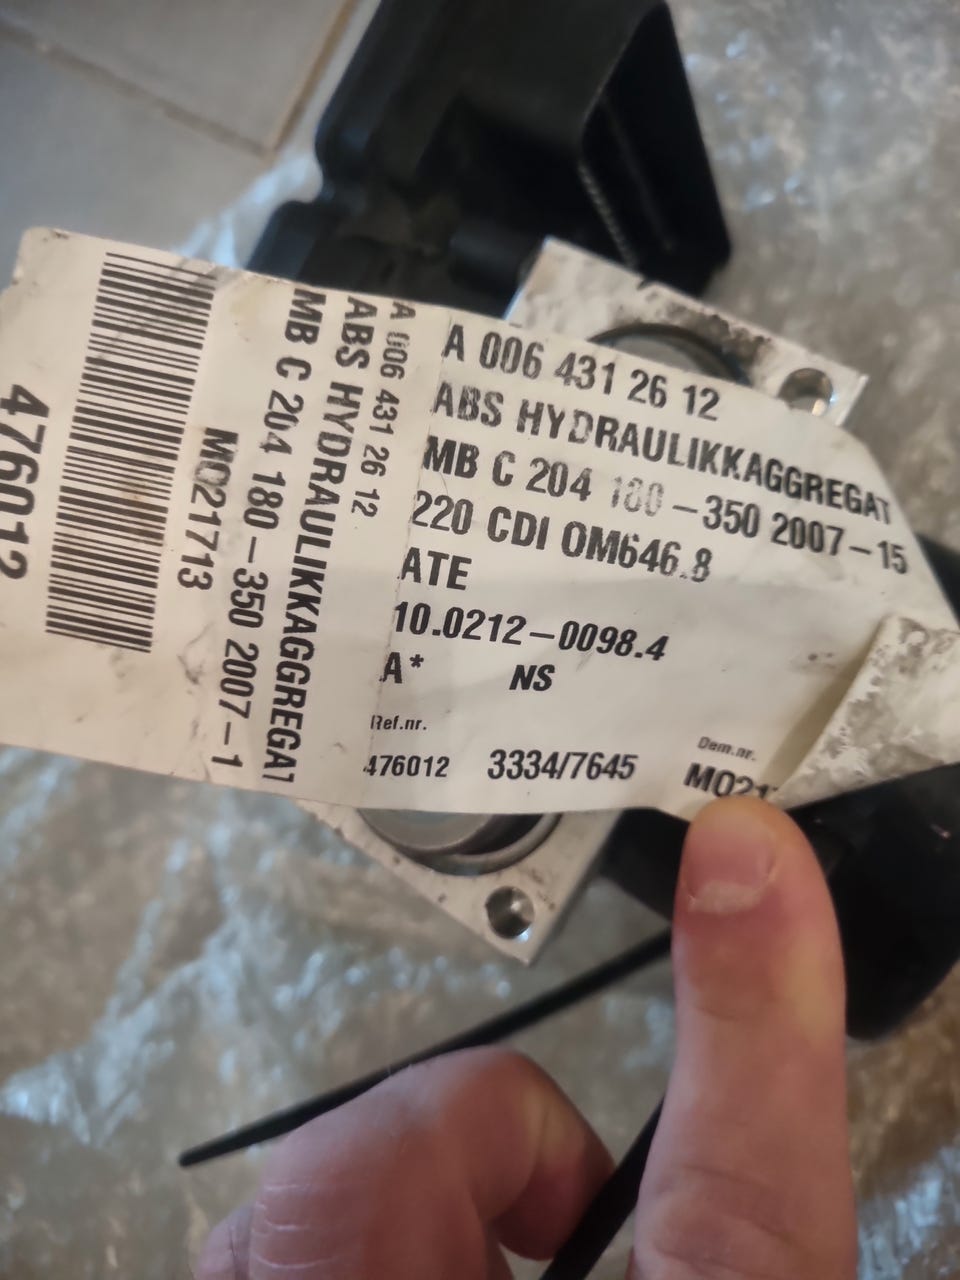 A 006 431 26 12
ABS HYDRAULIKKAGGREGAT
MB C 204 180-350 2007-15
220 CDI OM646.8
ATE
10.0212-0098.4
A* NS
Ref.nr.
Dem.nr.
476012 3334/7645
A 006 431 26 12
ABS HYDRAULIKKAGGREGAT
MB C 204 180-350 2007-1
MO21713
476012